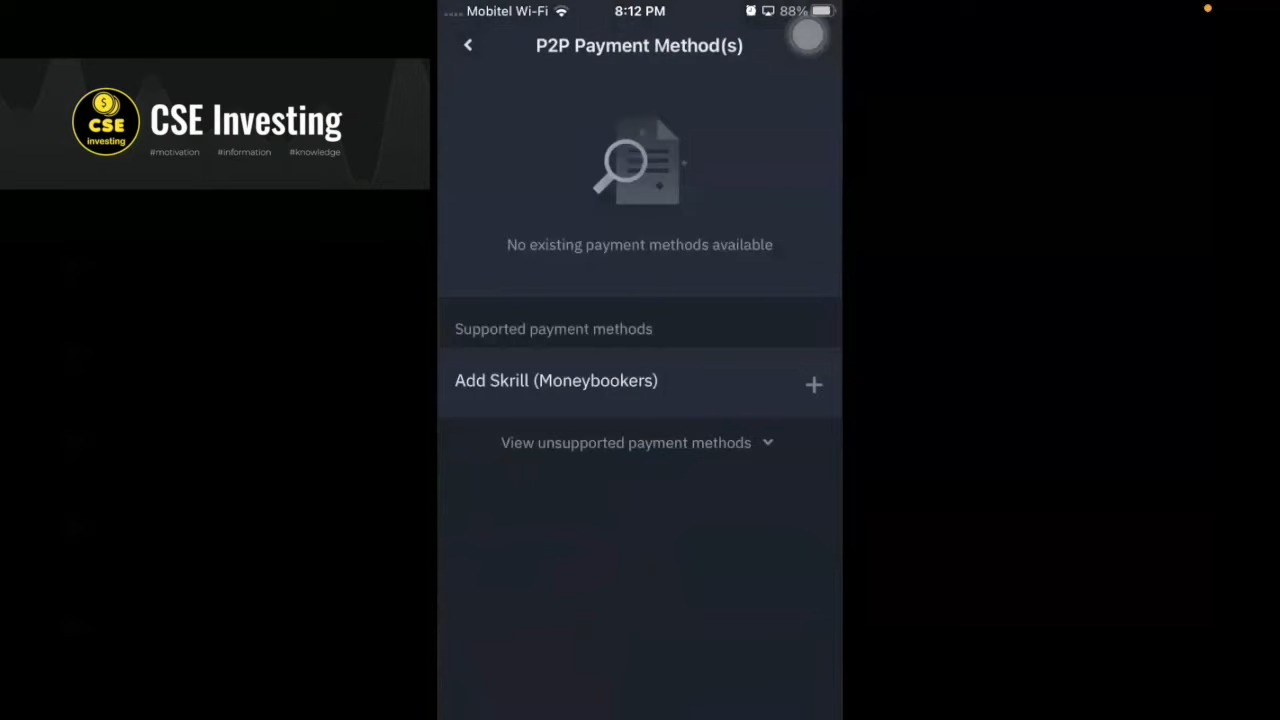 Mobitel Wi-Fi 8:12 PM 88%
P2P Payment Method(s)
$
CSE
investing
CSE Investing
#motivation #information #knowledge
No existing payment methods available
Supported payment methods
Add Skrill (Moneybookers) +
View unsupported payment methods